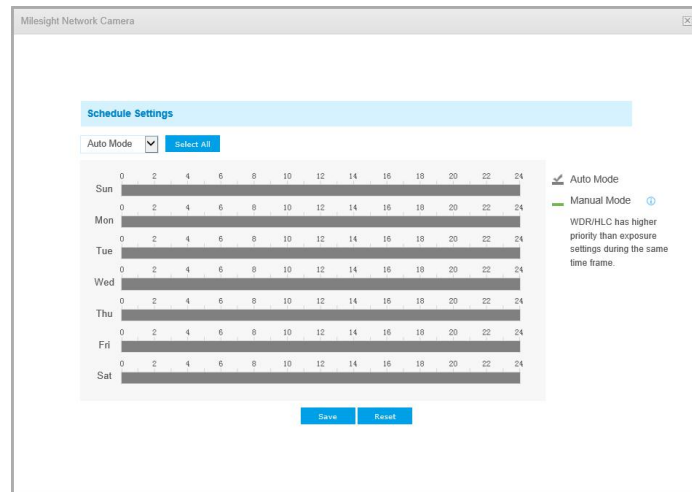 Milesight Network Camera
Schedule Settings
Auto Mode Select All
0 2 4 6 8 10 12 14 16 18 20 22 24
Sun
0 2 4 6 8 10 12 14 16 18 20 22 24
Mon
0 2 4 6 8 10 12 14 16 18 20 22 24
Tue
0 2 4 6 8 10 12 14 16 18 20 22 24
Wed
0 2 4 6 8 10 12 14 16 18 20 22 24
Thu
0 2 4 6 8 10 12 14 16 18 20 22 24
Fri
0 2 4 6 8 10 12 14 16 18 20 22 24
Sat
Auto Mode
Manual Mode
WDR/HLC has higher
priority than exposure
settings during the same
time frame.
Save Reset